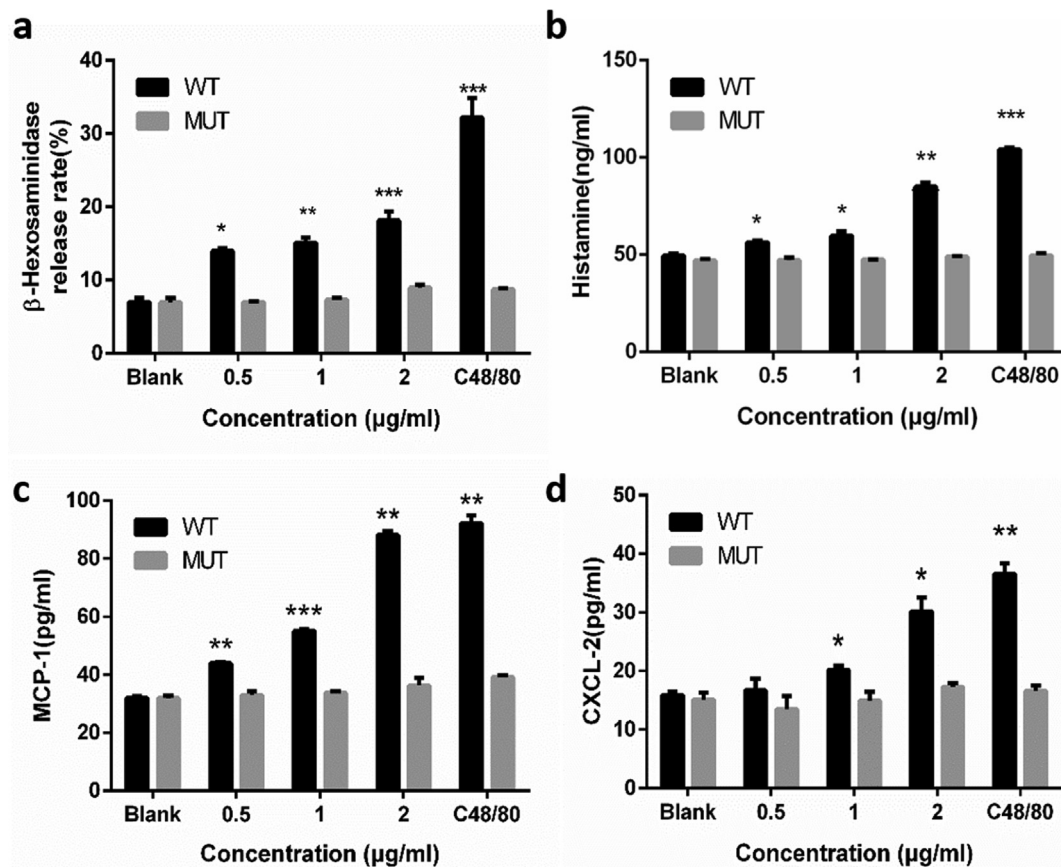 a
β-Hexosaminidase
release rate(%)
40
30
20
10
0
WT
MUT
*
**
***
***
Blank 0.5 1 2 C48/80
Concentration (µg/ml)
b
Histamine(ng/ml)
150
100
50
0
WT
MUT
*
*
**
***
Blank 0.5 1 2 C48/80
Concentration (µg/ml)
c
MCP-1(pg/ml)
100
80
60
40
20
0
WT
MUT
**
***
**
**
Blank 0.5 1 2 C48/80
Concentration (µg/ml)
d
CXCL-2(pg/ml)
50
40
30
20
10
0
WT
MUT
*
*
**
Blank 0.5 1 2 C48/80
Concentration (µg/ml)